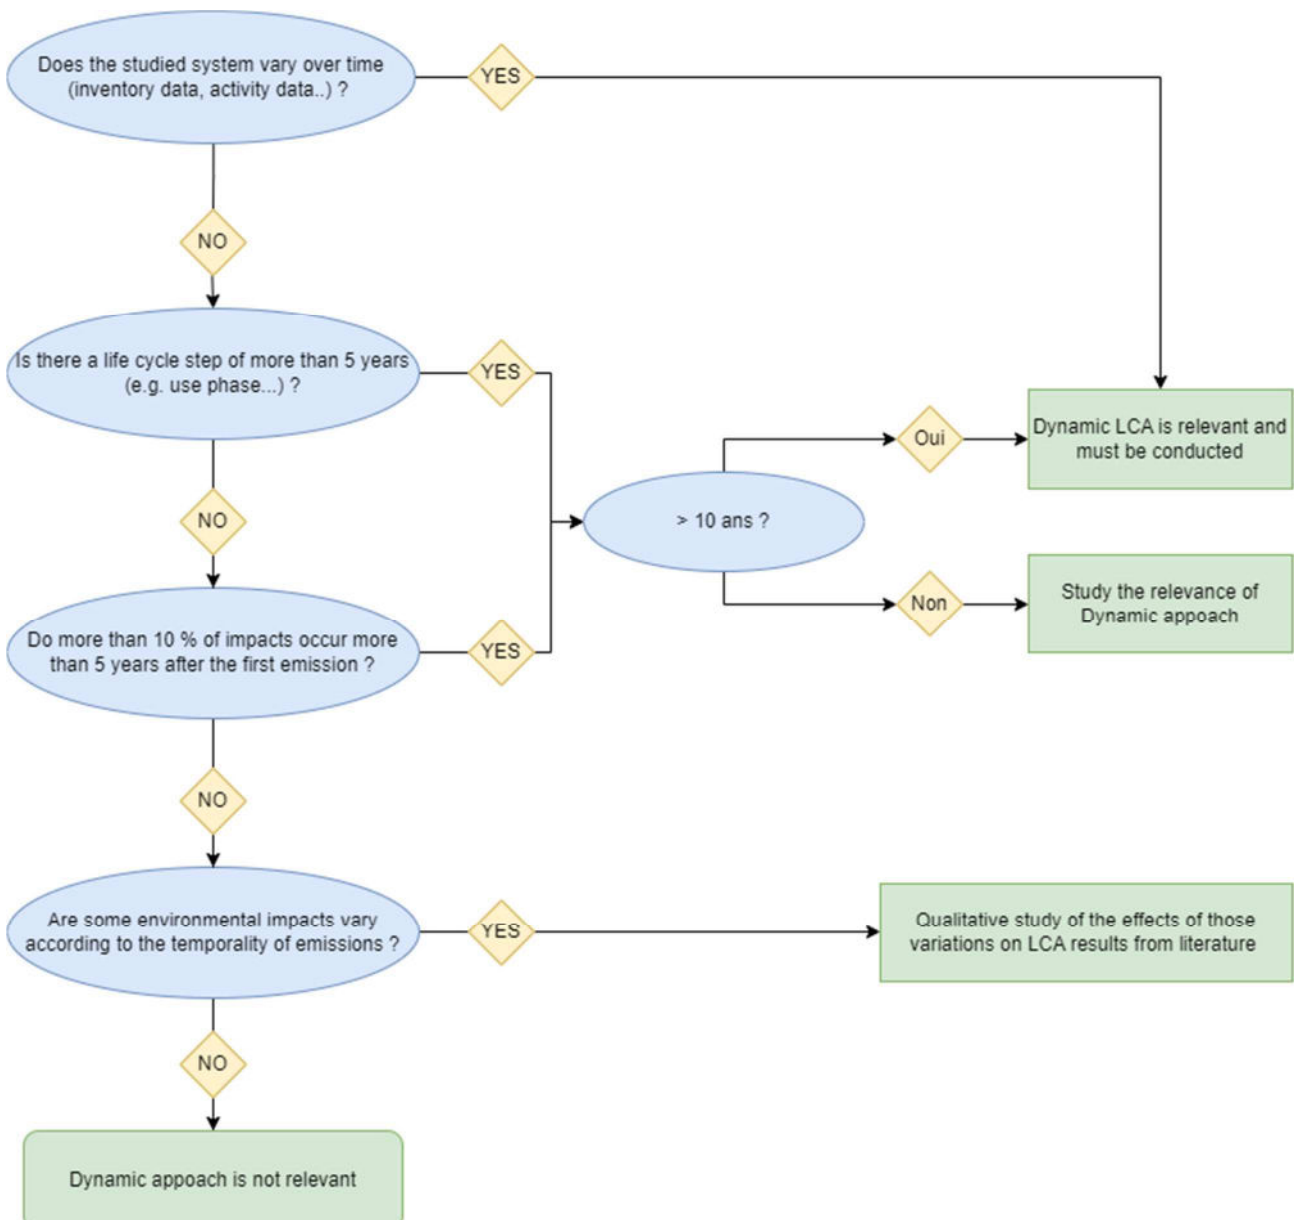 Does the studied system vary over time
(inventory data, activity data..) ?
YES
NO
Is there a life cycle step of more than 5 years
(e.g. use phase...) ?
YES
NO
Do more than 10 % of impacts occur more
than 5 years after the first emission ?
YES
> 10 ans ?
Oui
Dynamic LCA is relevant and
must be conducted
Non
Study the relevance of
Dynamic appoach
NO
Are some environmental impacts vary
according to the temporality of emissions ?
YES
Qualitative study of the effects of those
variations on LCA results from literature
NO
Dynamic appoach is not relevant